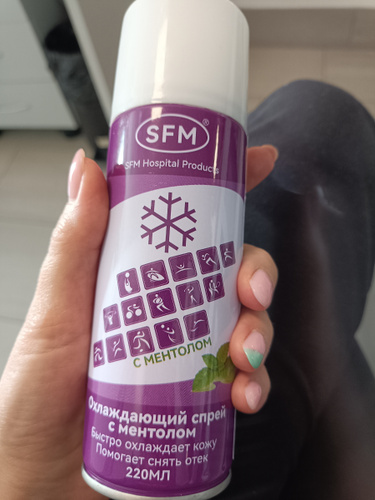 SFM®
SFM Hospital Products
С МЕНТОЛОМ
Охлаждающий спрей
с ментолом
Быстро охлаждает кожу
Помогает снять отек
220МЛ